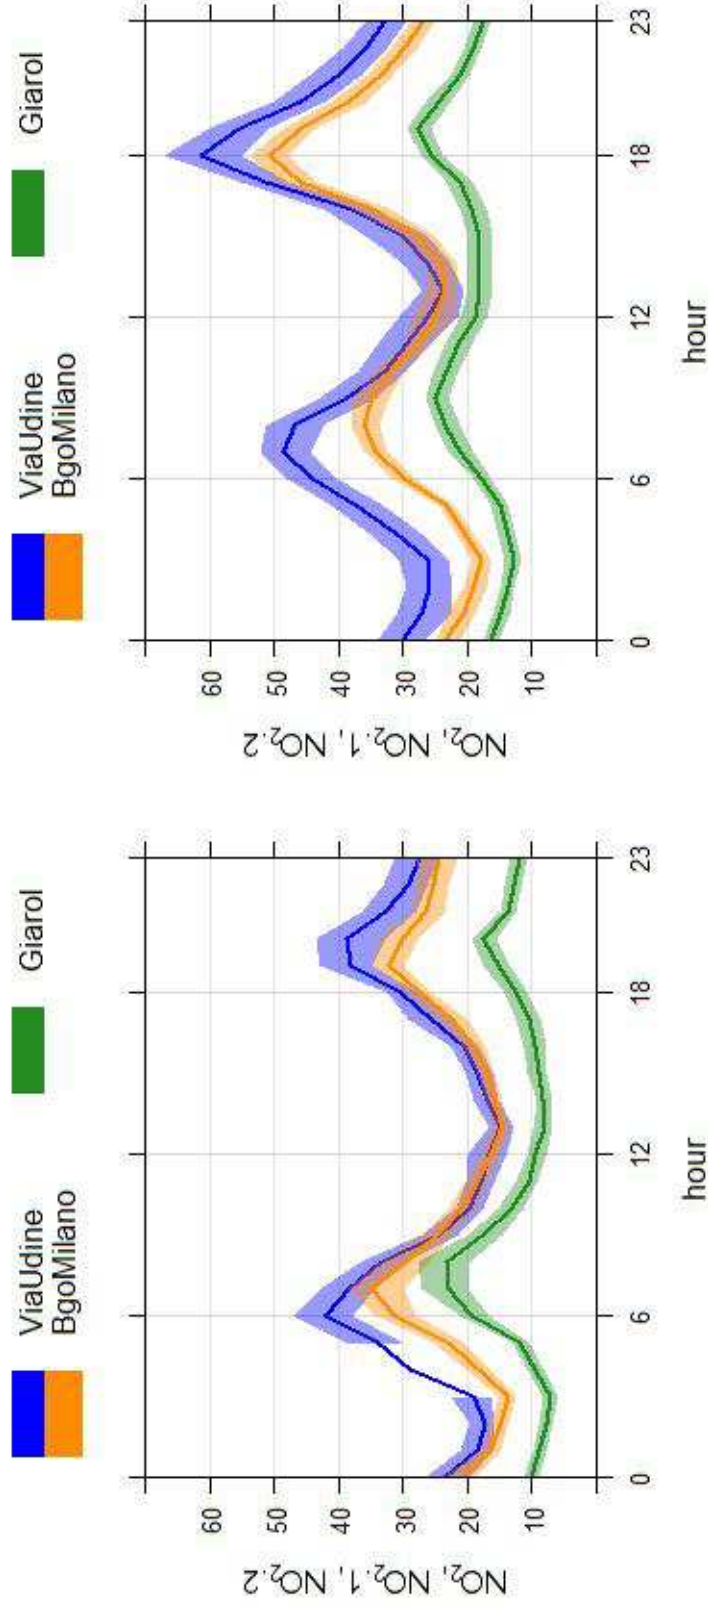 ViaUdine
BgoMilano
Giarol
NO₂, NO₂.1, NO₂.2
60
50
40
30
20
10
0 6 12 18 23
hour
ViaUdine
BgoMilano
Giarol
NO₂, NO₂.1, NO₂.2
60
50
40
30
20
10
0 6 12 18 23
hour